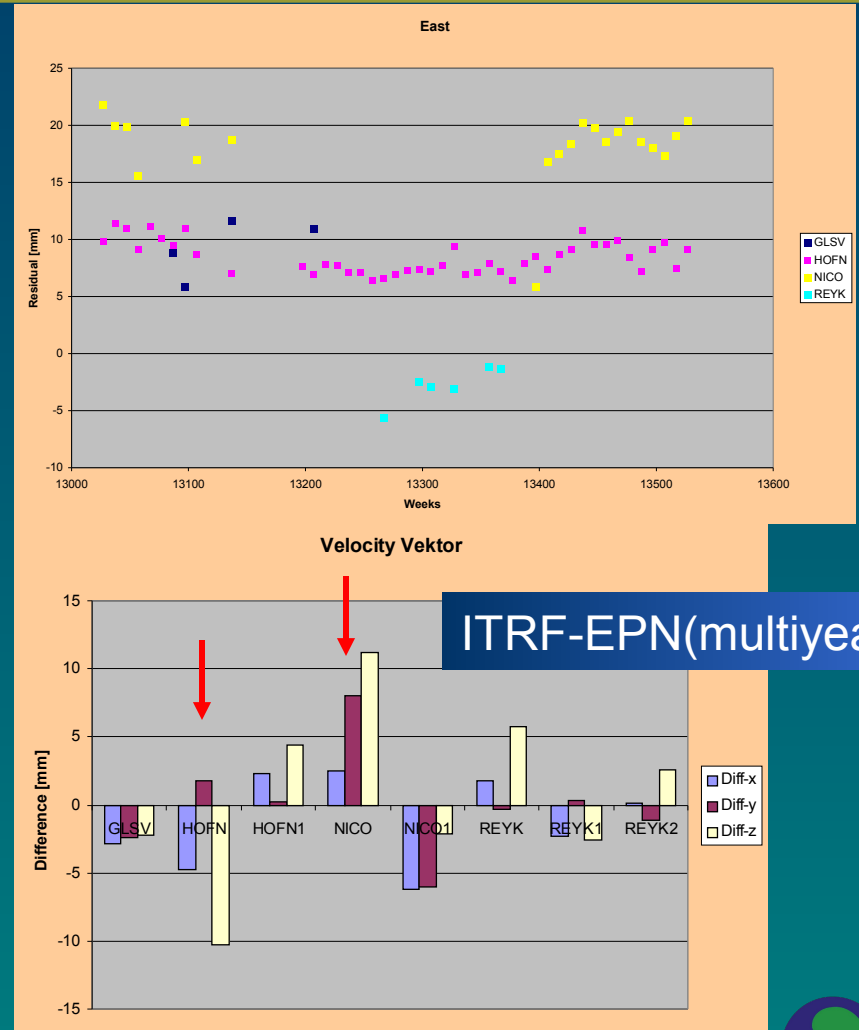 East
25
20
15
10
5
0
-5
-10
Residual [mm]
13000 13100 13200 13300 13400 13500 13600
Weeks
GLSV
HOFN
NICO
REYK
Velocity Vektor
ITRF-EPN(multiyea
15
10
5
0
-5
-10
-15
Difference [mm]
GLSV HOFN HOFN1 NICO NICO1 REYK REYK1 REYK2
Diff-x
Diff-y
Diff-z